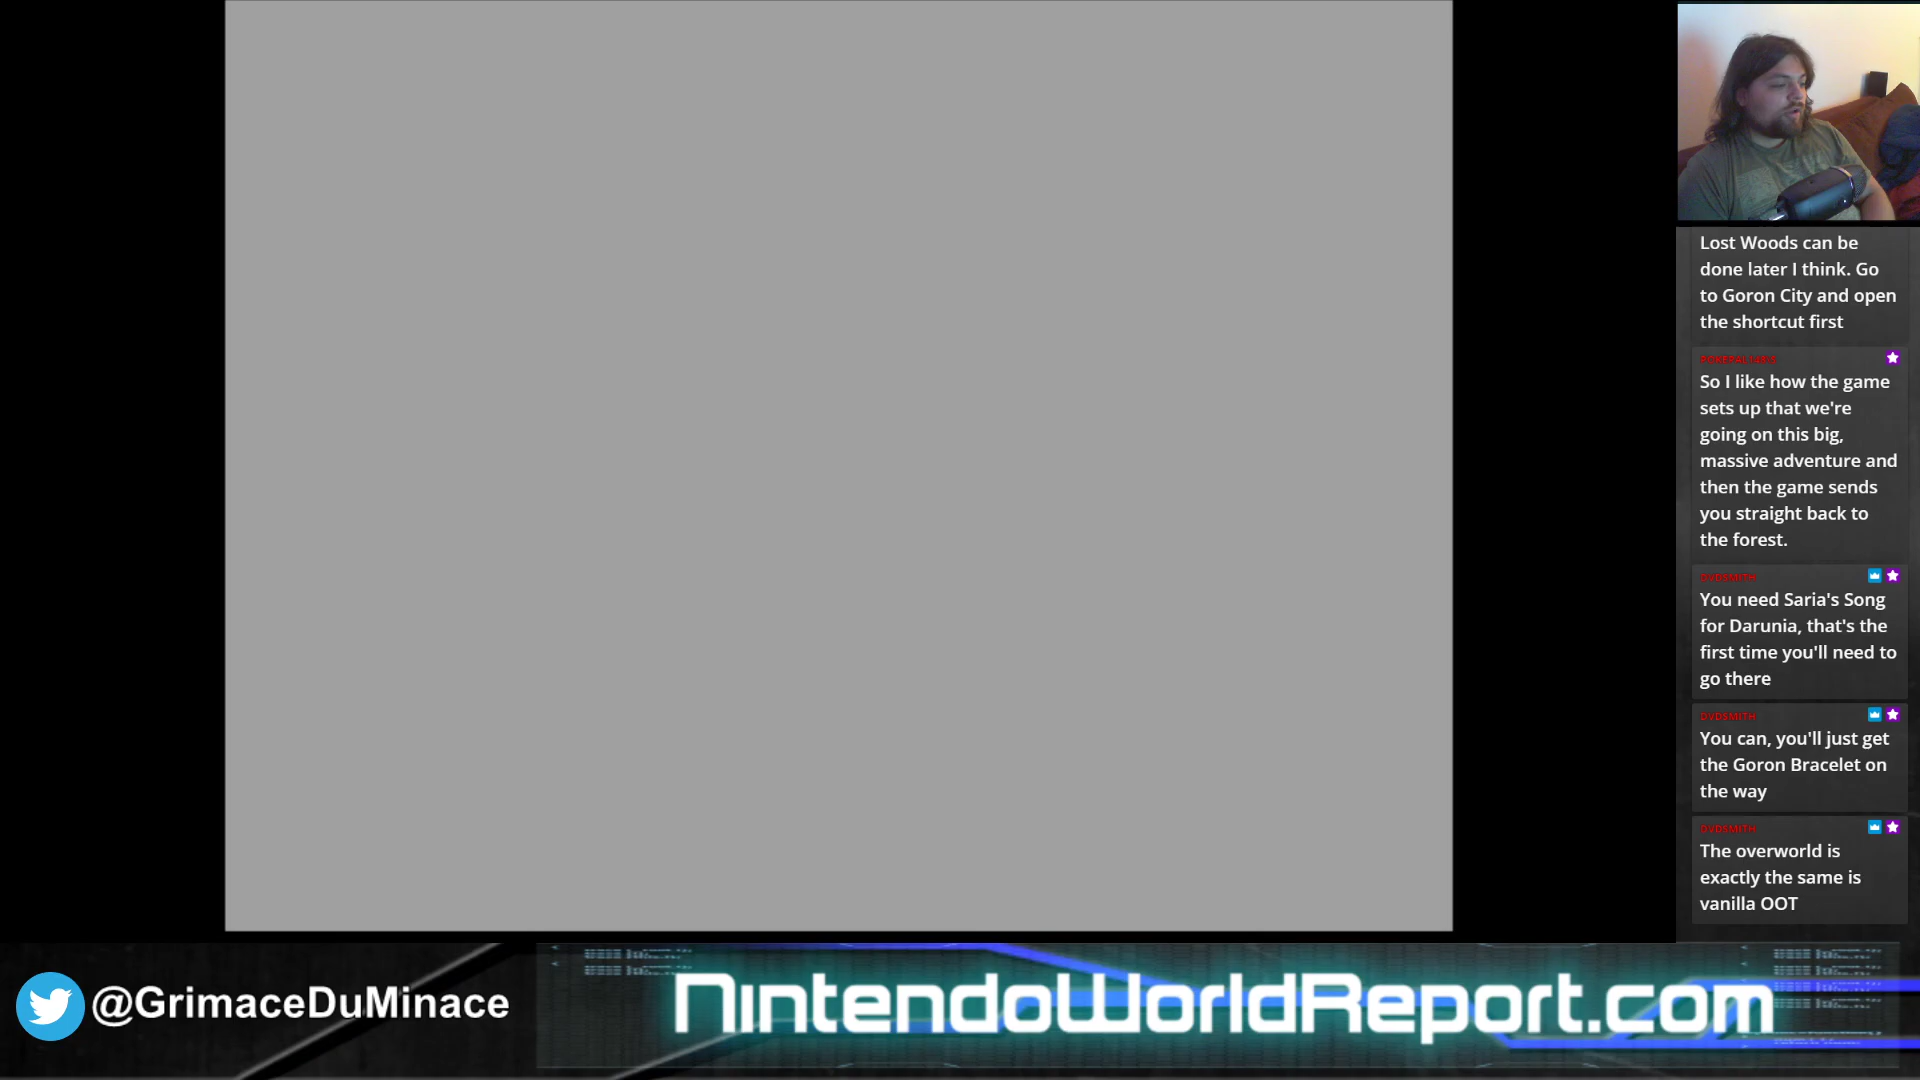 Lost Woods can be
done later I think. Go
to Goron City and open
the shortcut first
So I like how the game
sets up that we're
going on this big,
massive adventure and
then the game sends
you straight back to
the forest.
DVDSMITH
You need Saria's Song
for Darunia, that's the
first time you'll need to
go there
DVDSMITH
You can, you'll just get
the Goron Bracelet on
the way
DVDSMITH
The overworld is
exactly the same is
vanilla OOT
@GrimaceDuMinace
NintendoWorldReport.com